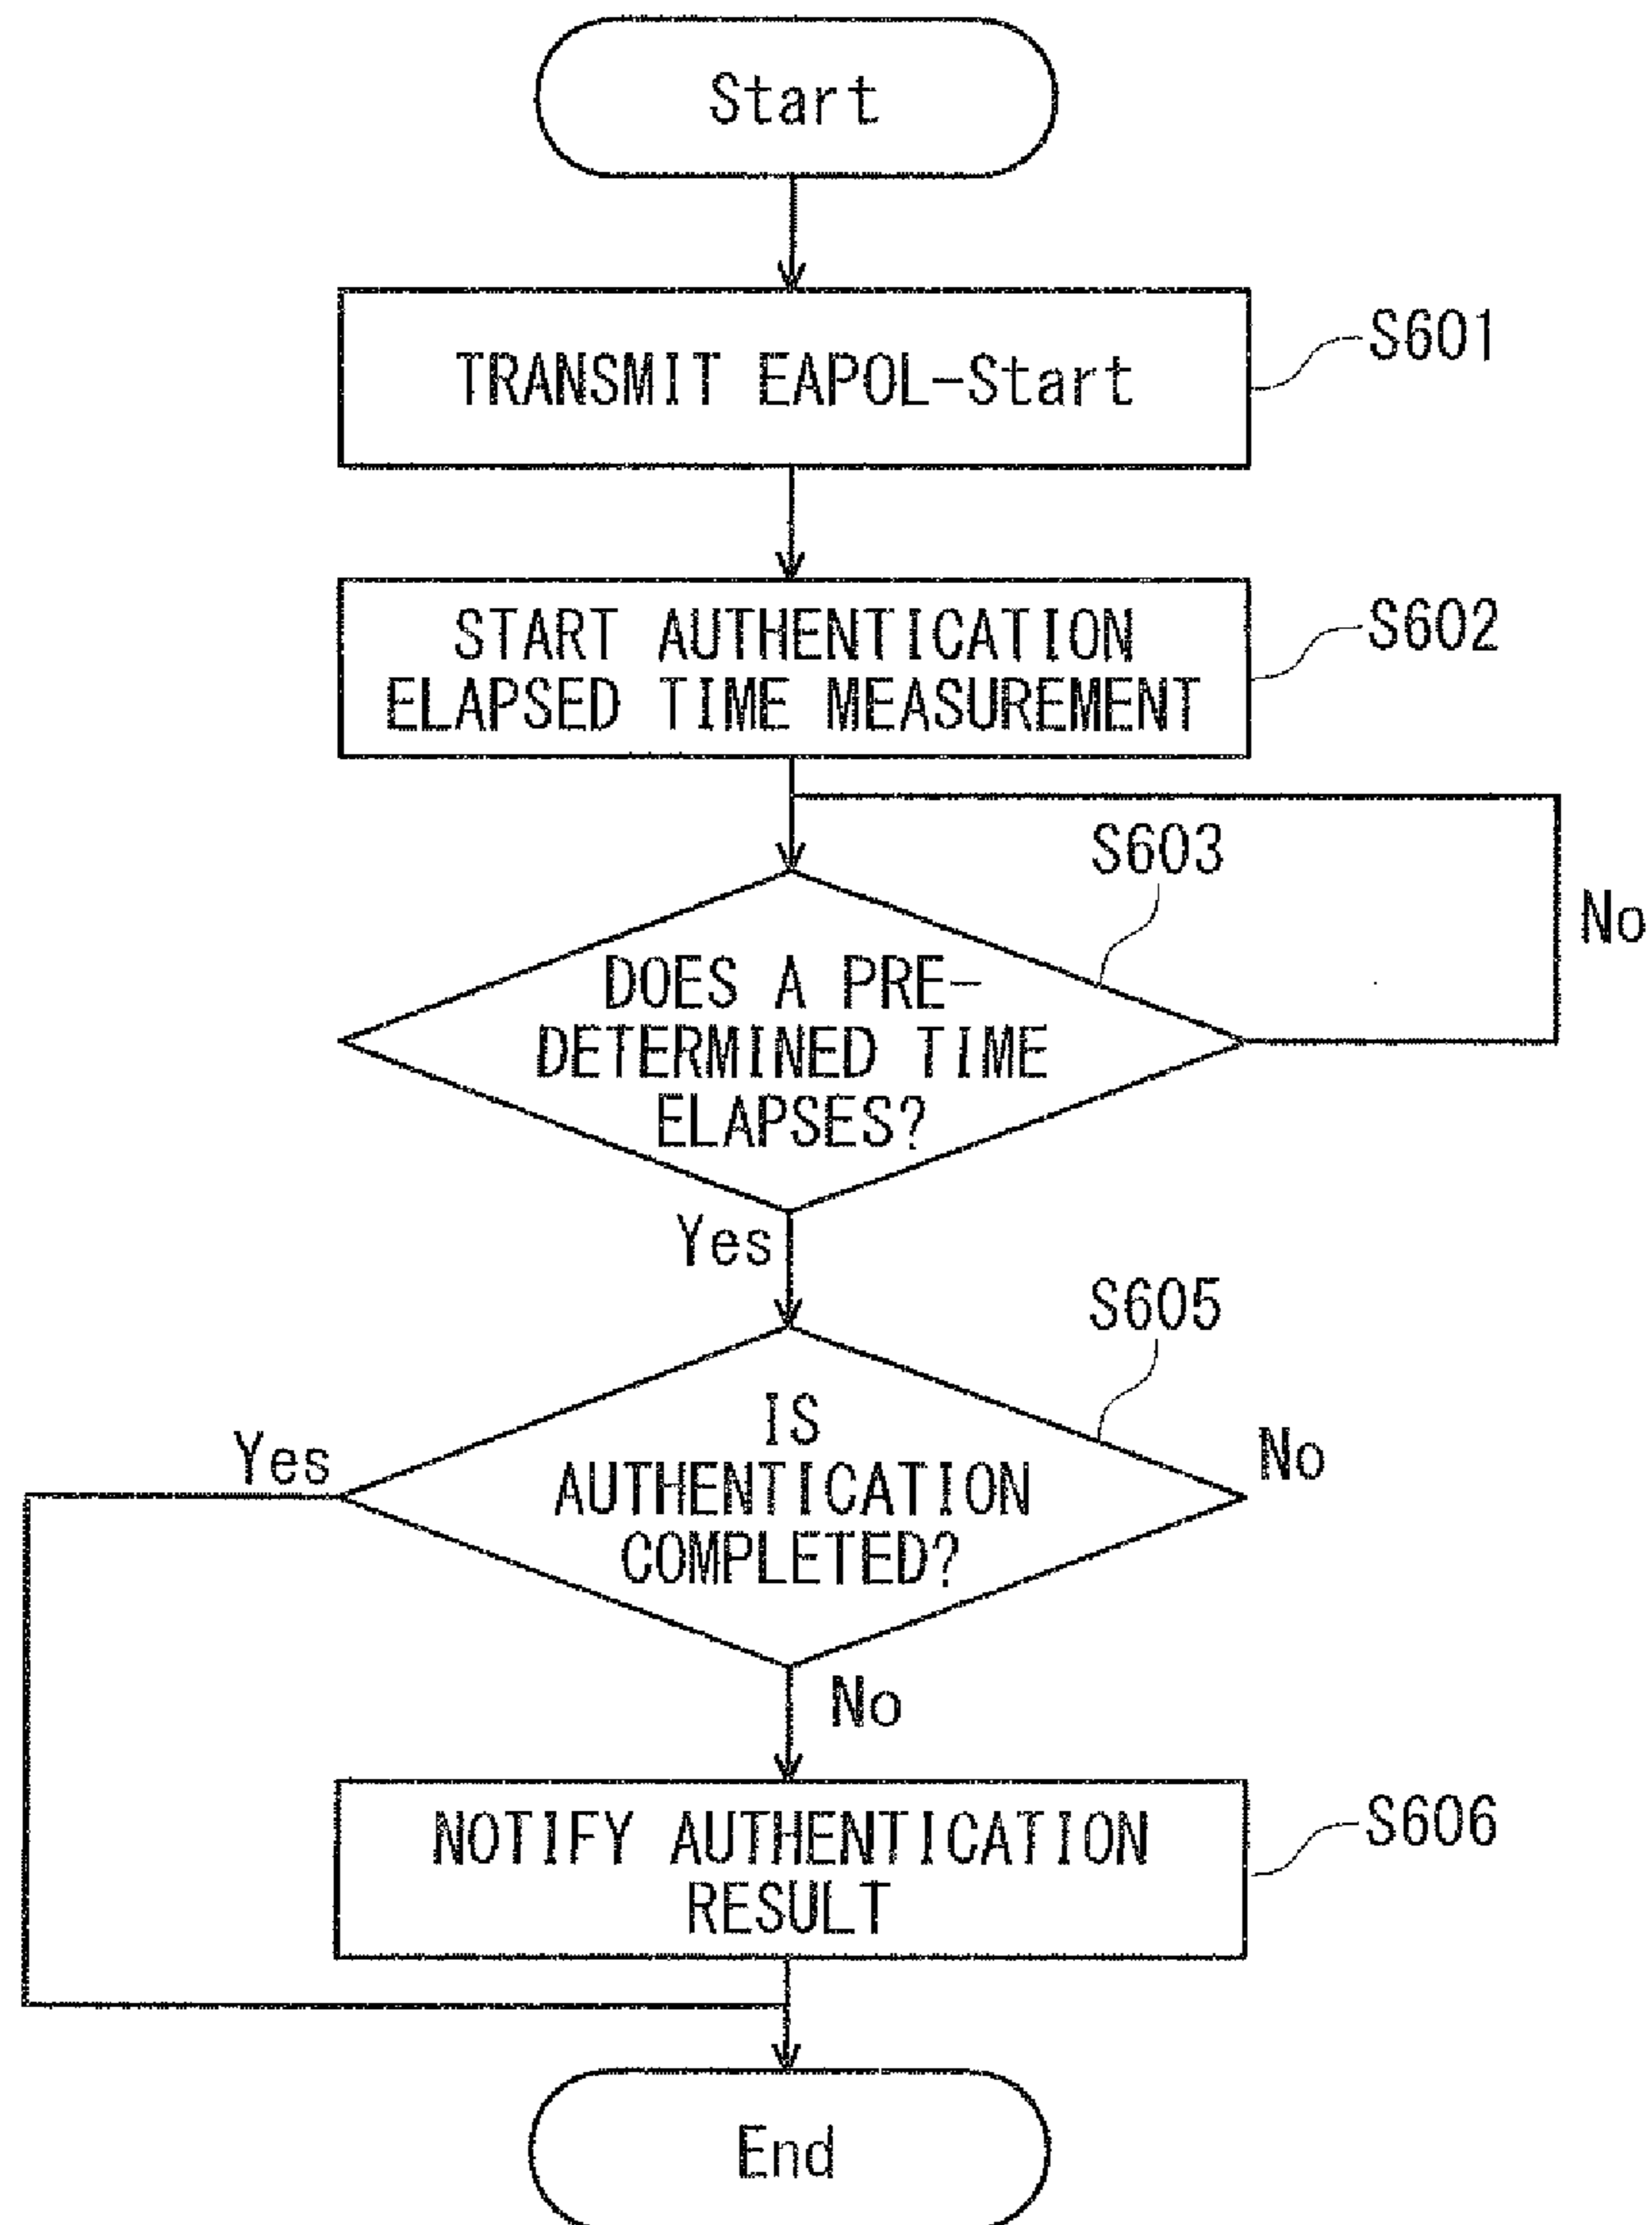 Start
TRANSMIT EAPOL-Start
S601
START AUTHENTICATION
ELAPSED TIME MEASUREMENT
S602
S603
No
DOES A PRE-
DETERMINED TIME
ELAPSES?
Yes
S605
Yes
No
IS
AUTHENTICATION
COMPLETED?
No
NOTIFY AUTHENTICATION
RESULT
S606
End